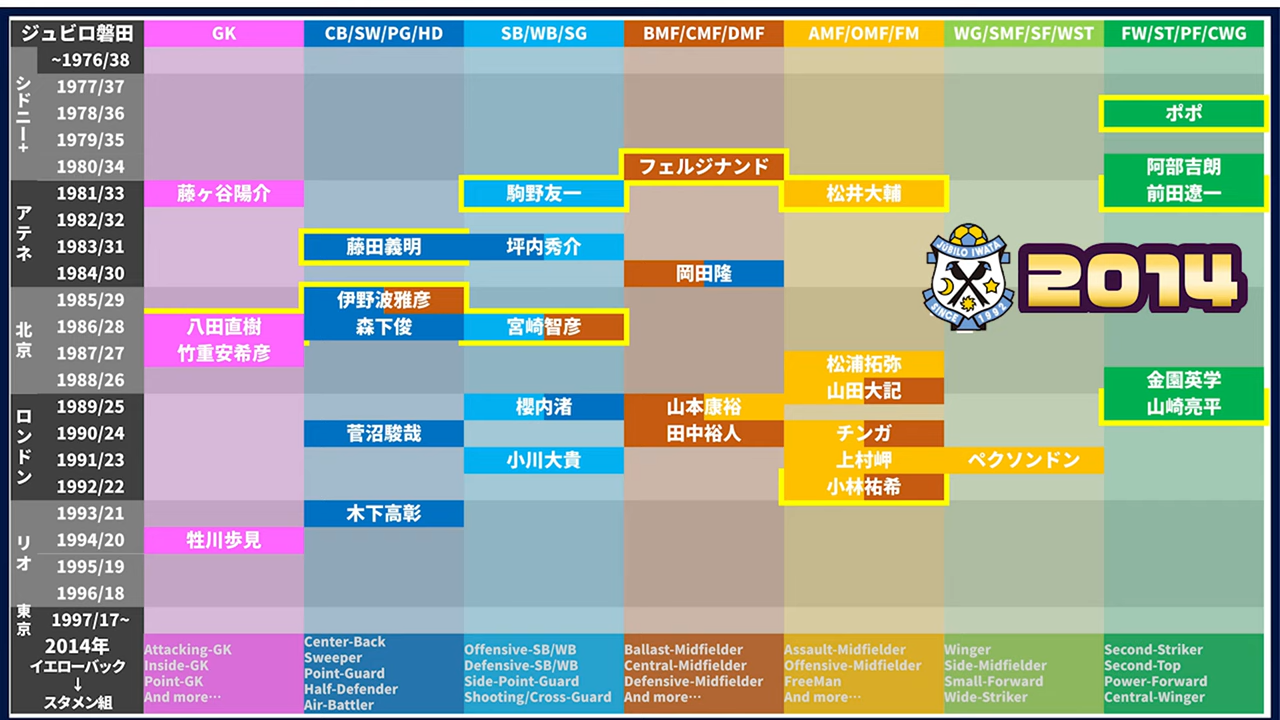 ジュビロ磐田 GK CB/SW/PG/HD SB/WB/SG BMF/CMF/DMF AMF/OMF/FM WG/SMF/SF/WST FW/ST/PF/CWG
~1976/38
シドニー+
1977/37
1978/36 ポポ
1979/35
1980/34 フェルジナンド 阿部吉朗
アテネ
1981/33 藤ヶ谷陽介 駒野友一 松井大輔 前田遼一
1982/32
1983/31 藤田義明 坪内秀介
1984/30 岡田隆
JUBILO IWATA
SINCE 1992
2014
北京
1985/29 伊野波雅彦
1986/28 八田直樹 森下俊 宮崎智彦
1987/27 竹重安希彦 松浦拓弥
1988/26 山田大記 金園英学
ロンドン
1989/25 櫻内渚 山本康裕 山崎亮平
1990/24 菅沼駿哉 田中裕人 チンガ
1991/23 小川大貴 上村岬 ペクソンドン
1992/22 小林祐希
リオ
1993/21 木下高彰
1994/20 牲川歩見
1995/19
1996/18
東京
1997/17~
2014年
イエローバック
↓
スタメン組
Attacking-GK
Inside-GK
Point-GK
And more…
Center-Back
Sweeper
Point-Guard
Half-Defender
Air-Battler
Offensive-SB/WB
Defensive-SB/WB
Side-Point-Guard
Shooting/Cross-Guard
Ballast-Midfielder
Central-Midfielder
Defensive-Midfielder
And more…
Assault-Midfielder
Offensive-Midfielder
FreeMan
And more…
Winger
Side-Midfielder
Small-Forward
Wide-Striker
Second-Striker
Second-Top
Power-Forward
Central-Winger